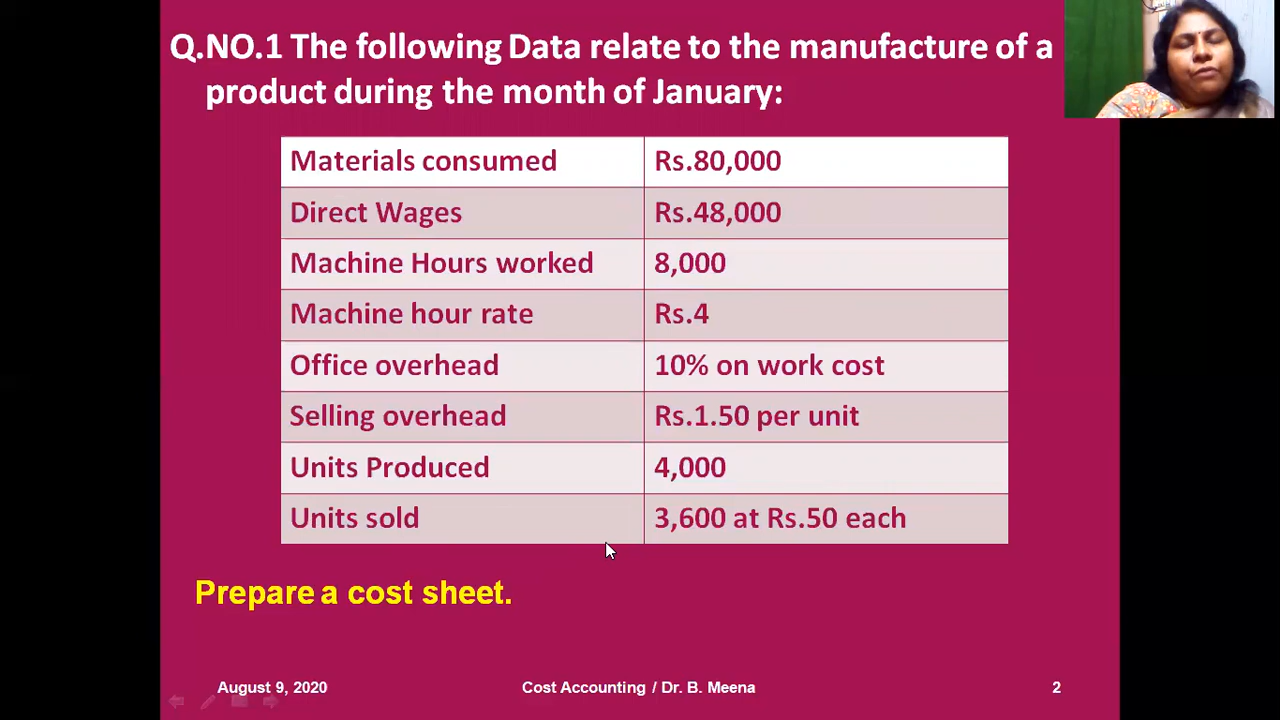 Q.NO.1 The following Data relate to the manufacture of a
product during the month of January:
Materials consumed Rs.80,000
Direct Wages Rs.48,000
Machine Hours worked 8,000
Machine hour rate Rs.4
Office overhead 10% on work cost
Selling overhead Rs.1.50 per unit
Units Produced 4,000
Units sold 3,600 at Rs.50 each
Prepare a cost sheet.
August 9, 2020 Cost Accounting / Dr. B. Meena 2